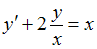 y' + 2 y/x = x